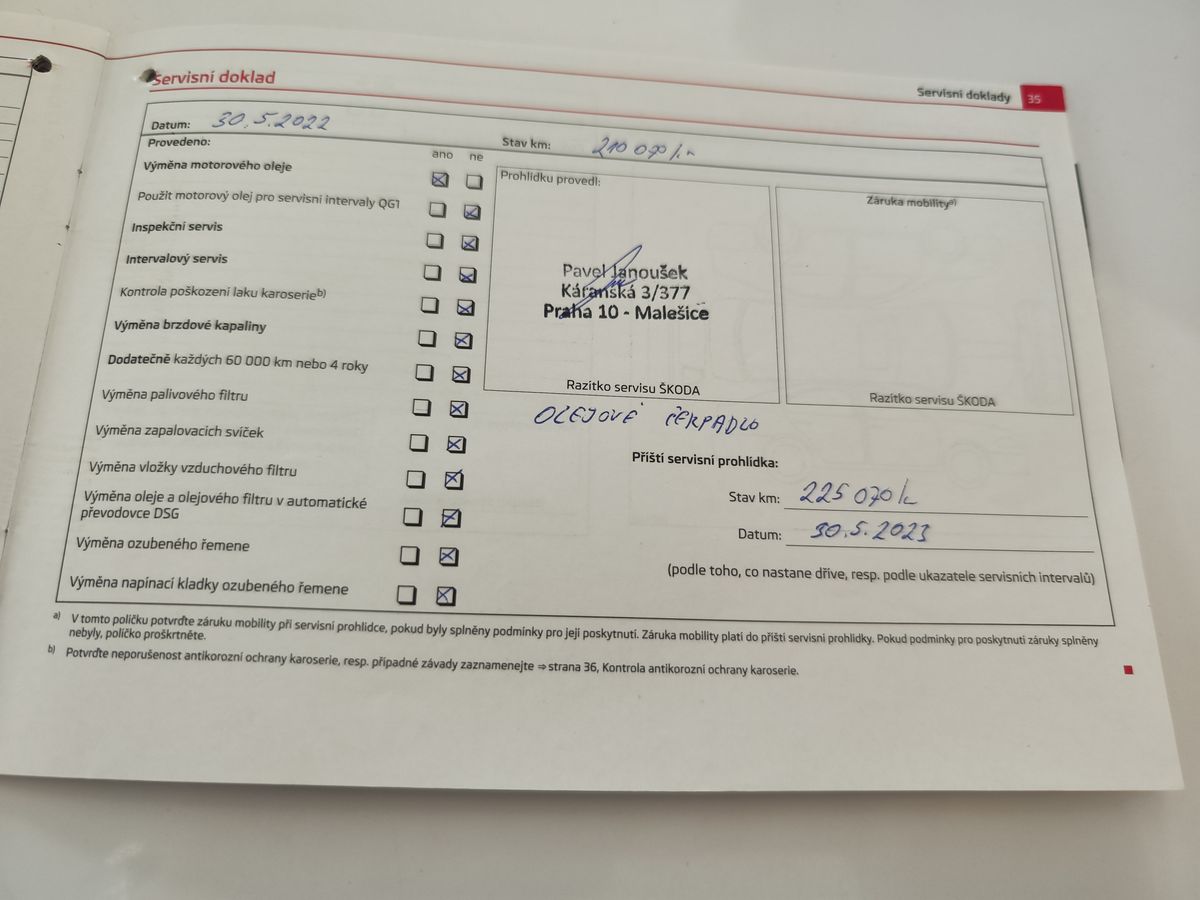 Servisní doklad
Servisní doklady 35
Datum: 30.5.2022
Stav km: 210 070 km
Provedeno:
ano ne
Výměna motorového oleje
Použit motorový olej pro servisní intervaly QG1
Inspekční servis
Intervalový servis
Kontrola poškození laku karoserieb)
Výměna brzdové kapaliny
Dodatečně každých 60 000 km nebo 4 roky
Výměna palivového filtru
Výměna zapalovacích svíček
Výměna vložky vzduchového filtru
Výměna oleje a olejového filtru v automatické
převodovce DSG
Výměna ozubeného řemene
Výměna napínací kladky ozubeného řemene
Prohlídku provedl:
Pavel Janoušek
Káranská 3/377
Praha 10 - Malešice
Razítko servisu ŠKODA
Záruka mobilitya)
Razítko servisu ŠKODA
OLEJOVÉ ČERPADLO
Příští servisní prohlídka:
Stav km: 225 070 km
Datum: 30.5.2023
(podle toho, co nastane dříve, resp. podle ukazatele servisních intervalů)
a) V tomto políčku potvrďte záruku mobility při servisní prohlídce, pokud byly splněny podmínky pro její poskytnutí. Záruka mobility platí do příští servisní prohlídky. Pokud podmínky pro poskytnutí záruky splněny
nebyly, políčko proškrtněte.
b) Potvrďte neporušenost antikorozní ochrany karoserie, resp. případné závady zaznamenejte ⇒ strana 36, Kontrola antikorozní ochrany karoserie.